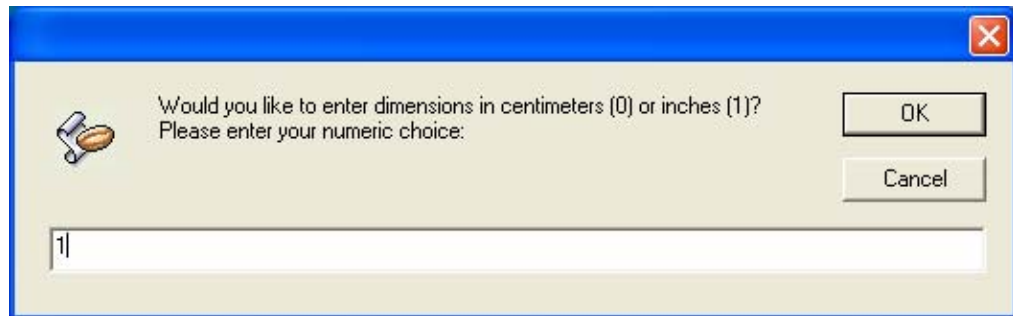 Would you like to enter dimensions in centimeters (0) or inches (1)?
Please enter your numeric choice:
OK
Cancel
1